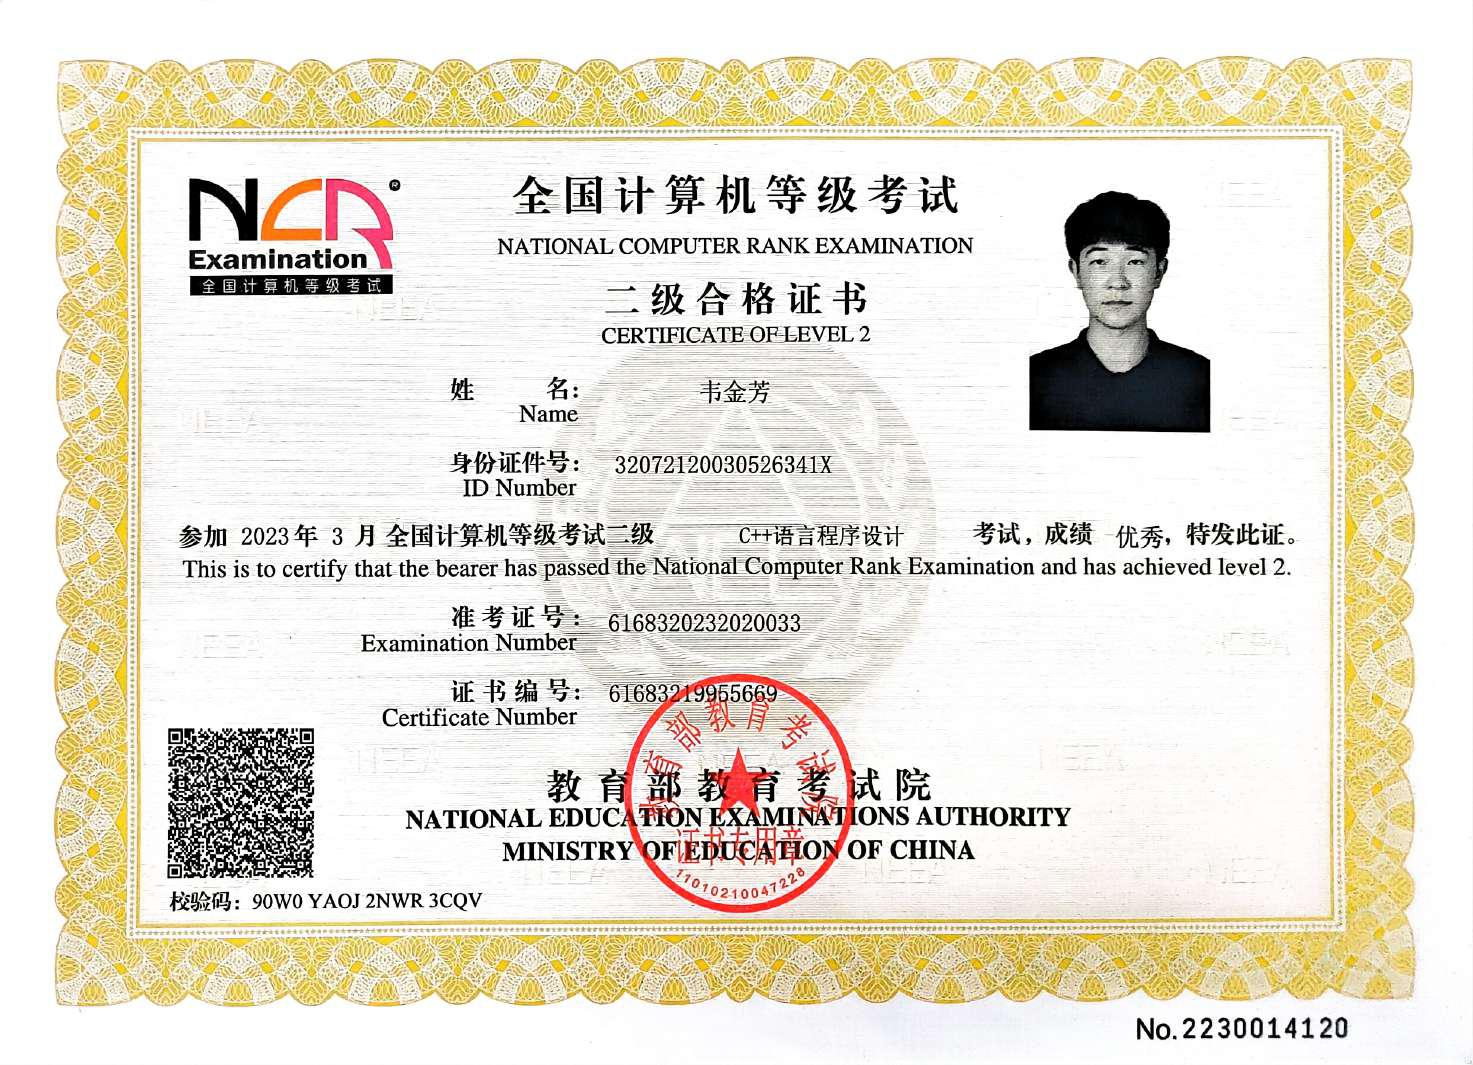 NCR®
Examination
全国计算机等级考试
全国计算机等级考试
NATIONAL COMPUTER RANK EXAMINATION
二级合格证书
CERTIFICATE OF LEVEL 2
姓 名: 韦金芳
Name
身份证件号: 32072120030526341X
ID Number
参加 2023年 3 月 全国计算机等级考试二级 C++语言程序设计 考试，成绩 优秀，特发此证。
This is to certify that the bearer has passed the National Computer Rank Examination and has achieved level 2.
准考证号: 6168320232020033
Examination Number
证书编号: 61683219955669
Certificate Number
教育部教育考试院
NATIONAL EDUCATION EXAMINATIONS AUTHORITY
MINISTRY OF EDUCATION OF CHINA
教育部教育考试院
证书专用章
11010210047228
校验码：90W0 YAOJ 2NWR 3CQV
No.2230014120